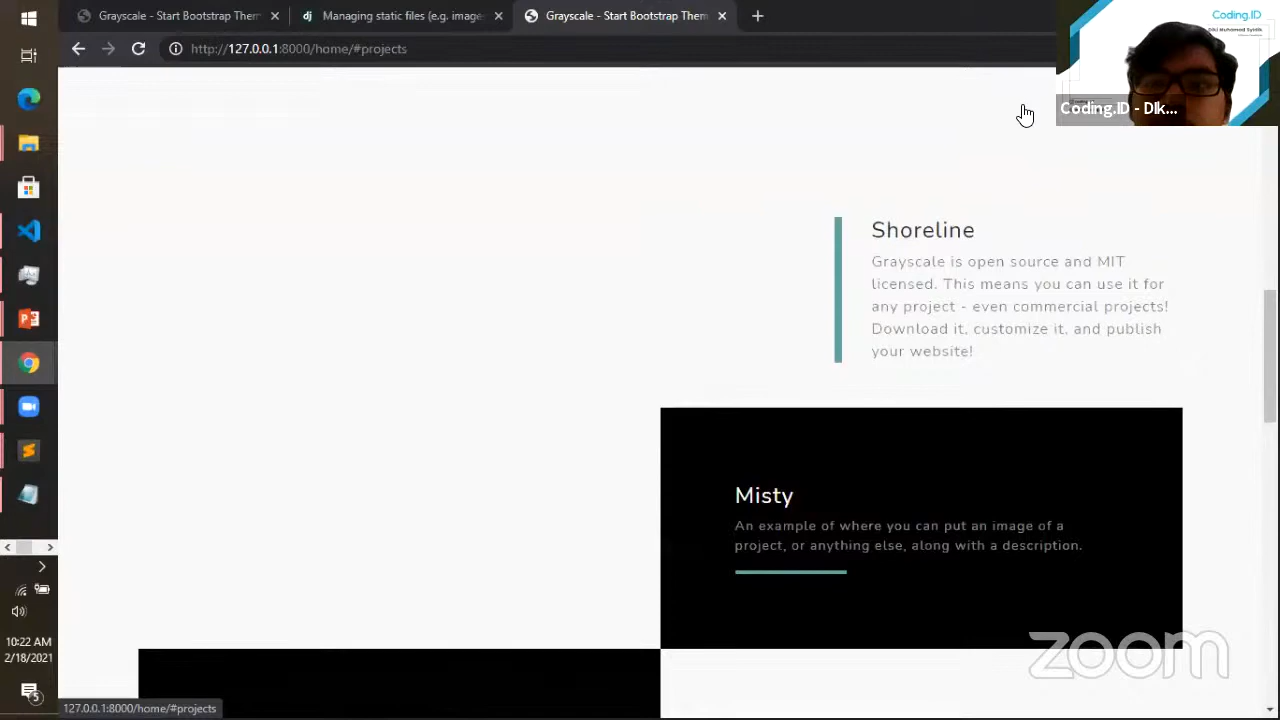 Grayscale - Start Bootstrap Them
dj Managing static files (e.g. image
Grayscale - Start Bootstrap Them
http://127.0.0.1:8000/home/#projects
Coding.ID
Coding.ID - Dik...
Shoreline
Grayscale is open source and MIT
licensed. This means you can use it for
any project - even commercial projects!
Download it, customize it, and publish
your website!
Misty
An example of where you can put an image of a
project, or anything else, along with a description.
10:22 AM
2/18/2021
5
zoom
127.0.0.1:8000/home/#projects